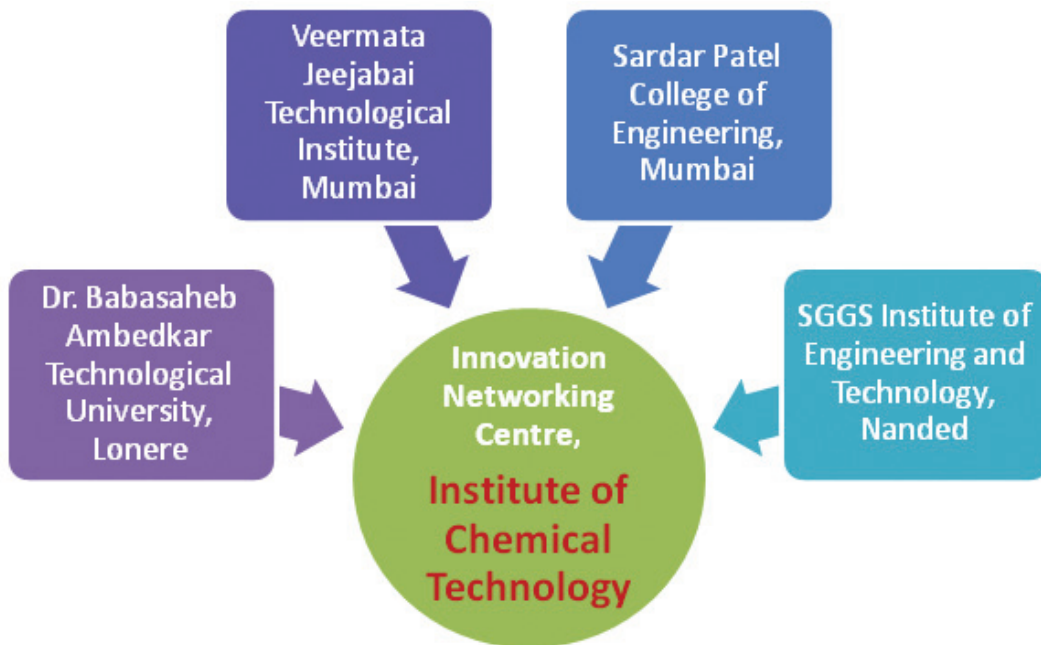 Veermata
Jeejabai
Technological
Institute,
Mumbai
Sardar Patel
College of
Engineering,
Mumbai
Dr. Babasaheb
Ambedkar
Technological
University,
Lonere
SGGS Institute of
Engineering and
Technology,
Nanded
Innovation
Networking
Centre,
Institute of
Chemical
Technology